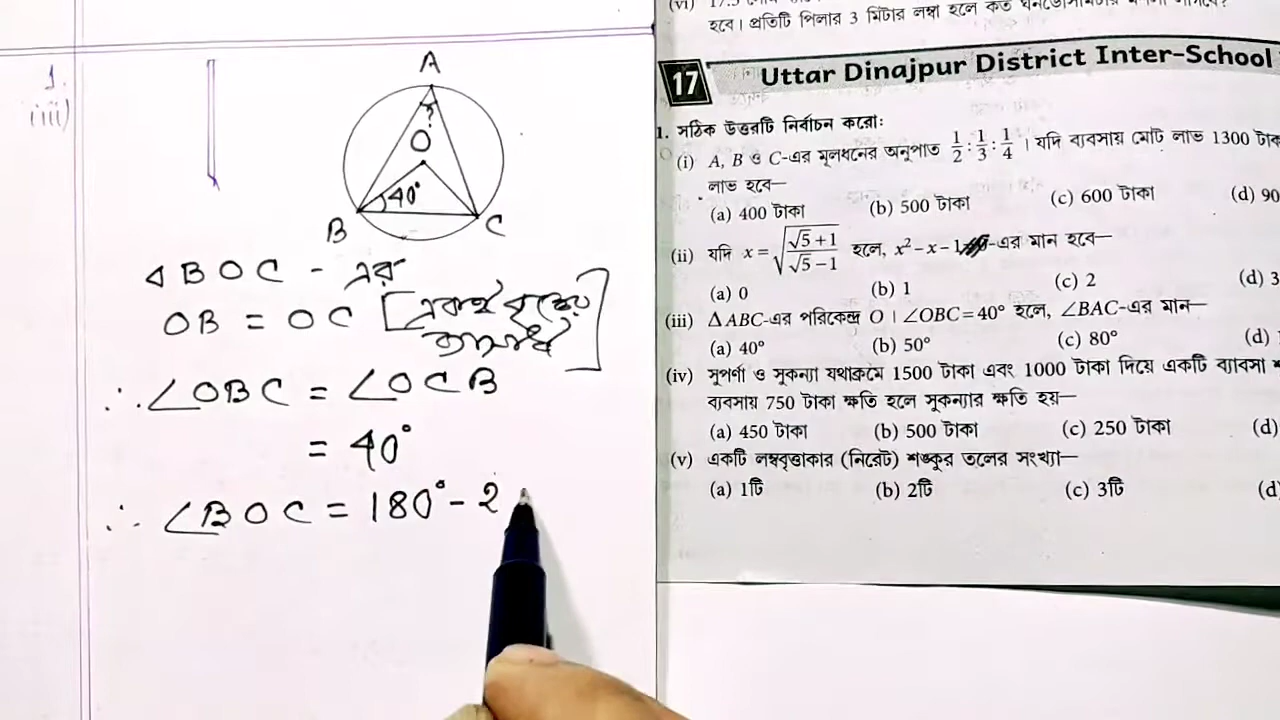 1.
(iii)
A
?
O
40°
B
C
△BOC - এর
OB = OC [একই বৃত্তের
ব্যাসার্ধ]
∴ ∠OBC = ∠OCB
= 40°
∴ ∠BOC = 180° - 2
(vi) 17.5
হবে। প্রতিটি পিলার 3 মিটার লম্বা হলে কত
17 Uttar Dinajpur District Inter-School
1. সঠিক উত্তরটি নির্বাচন করো:
(i) A, B ও C-এর মূলধনের অনুপাত 1/2 : 1/3 : 1/4 । যদি ব্যবসায় মোট লাভ 1300
লাভ হবে—
(a) 400 টাকা (b) 500 টাকা (c) 600 টাকা (d) 90
(ii) যদি x = √((√5+1)/(√5-1)) হলে, x² - x - 1 -এর মান হবে—
(a) 0 (b) 1 (c) 2 (d) 3
(iii) ΔABC-এর পরিকেন্দ্র O । ∠OBC = 40° হলে, ∠BAC-এর মান—
(a) 40° (b) 50° (c) 80° (d)
(iv) সুপর্ণা ও সুকন্যা যথাক্রমে 1500 টাকা এবং 1000 টাকা দিয়ে একটি ব্যাবসা
ব্যবসায় 750 টাকা ক্ষতি হলে সুকন্যার ক্ষতি হয়—
(a) 450 টাকা (b) 500 টাকা (c) 250 টাকা (d)
(v) একটি লম্ববৃত্তাকার (নিরেট) শঙ্কুর তলের সংখ্যা—
(a) 1টি (b) 2টি (c) 3টি (d)